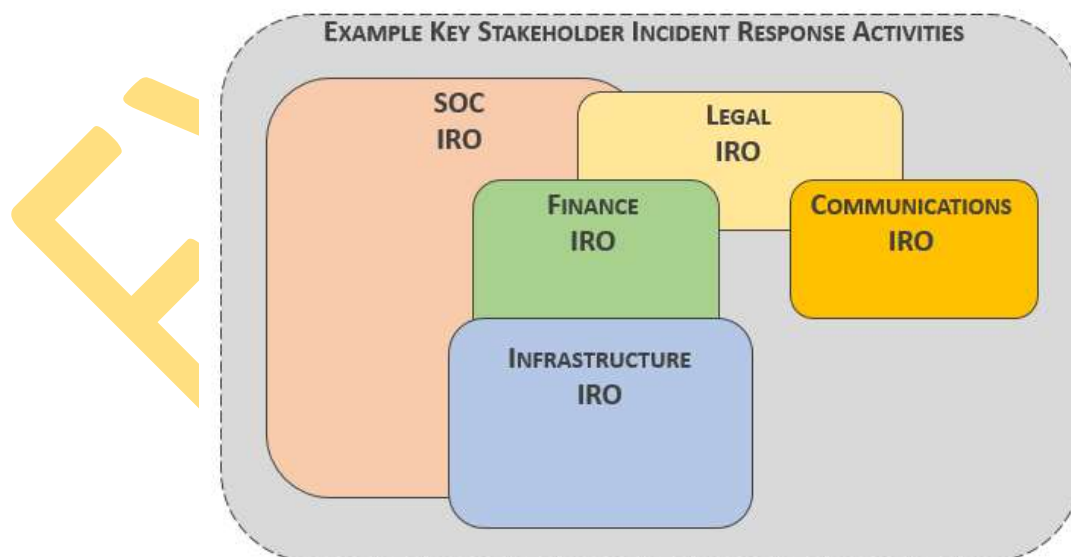 EXAMPLE KEY STAKEHOLDER INCIDENT RESPONSE ACTIVITIES
SOC
IRO
LEGAL
IRO
FINANCE
IRO
COMMUNICATIONS
IRO
INFRASTRUCTURE
IRO